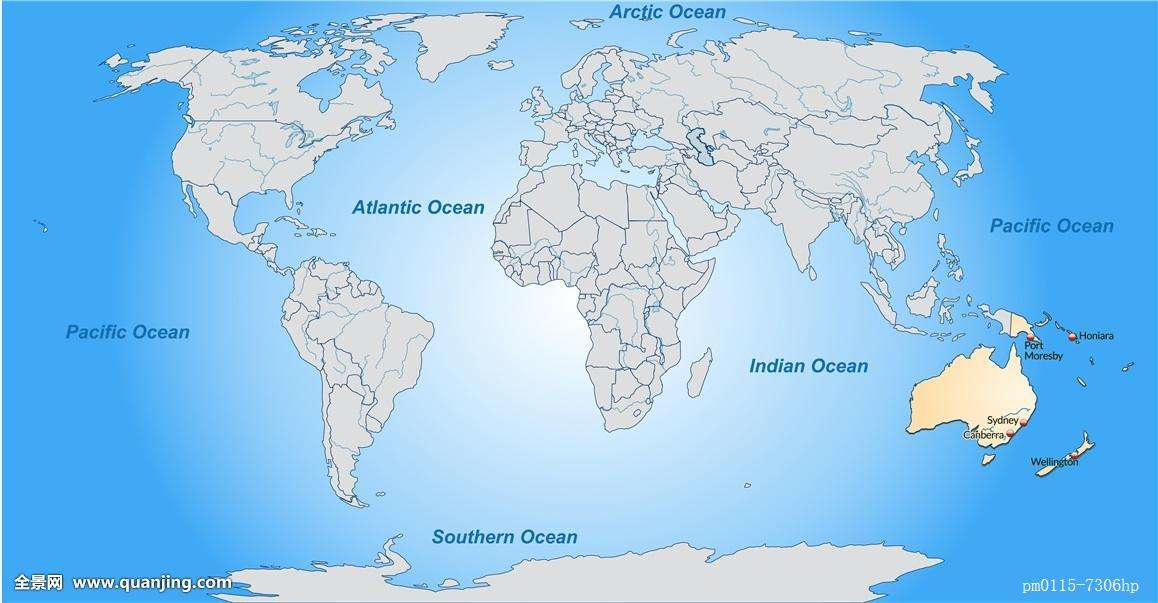 Arctic Ocean
Atlantic Ocean
Pacific Ocean
Pacific Ocean
Honiara
Port
Moresby
Indian Ocean
Sydney
Canberra
Wellington
Southern Ocean
全景网 www.quanjing.com
pm0115-7306hp